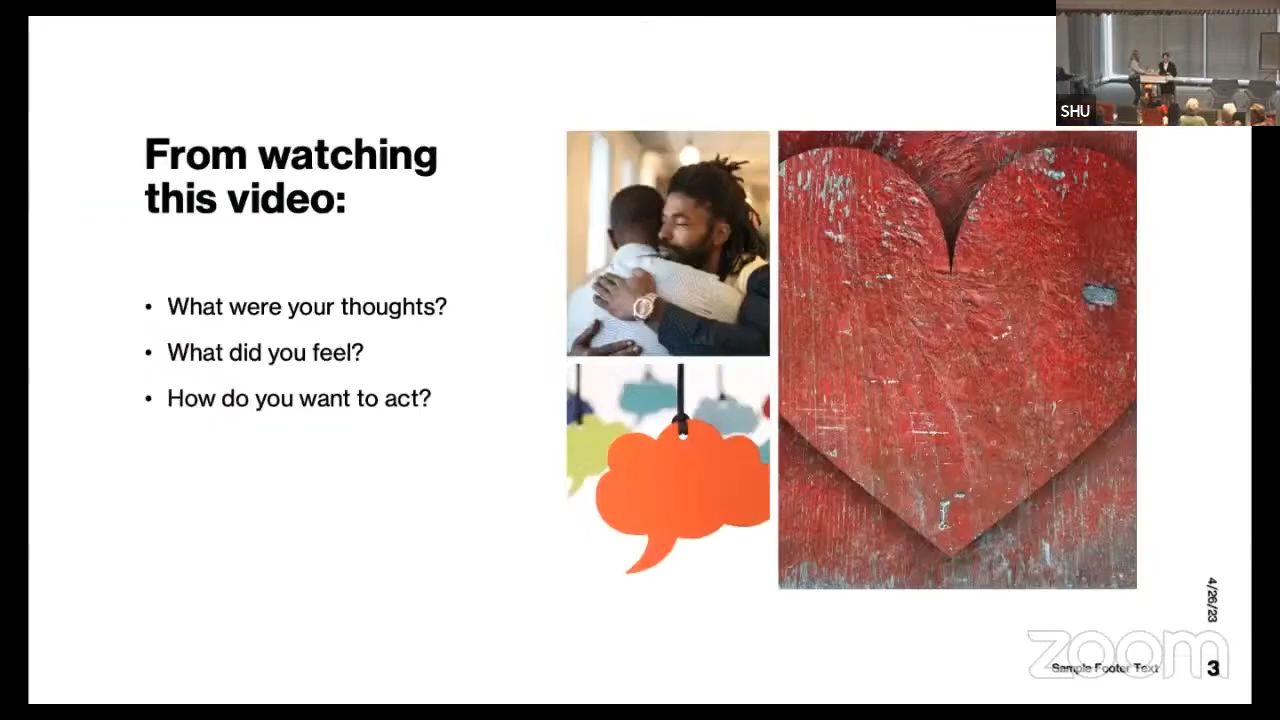 SHU
From watching
this video:
• What were your thoughts?
• What did you feel?
• How do you want to act?
4/26/23
zoom
Sample Footer Text
3